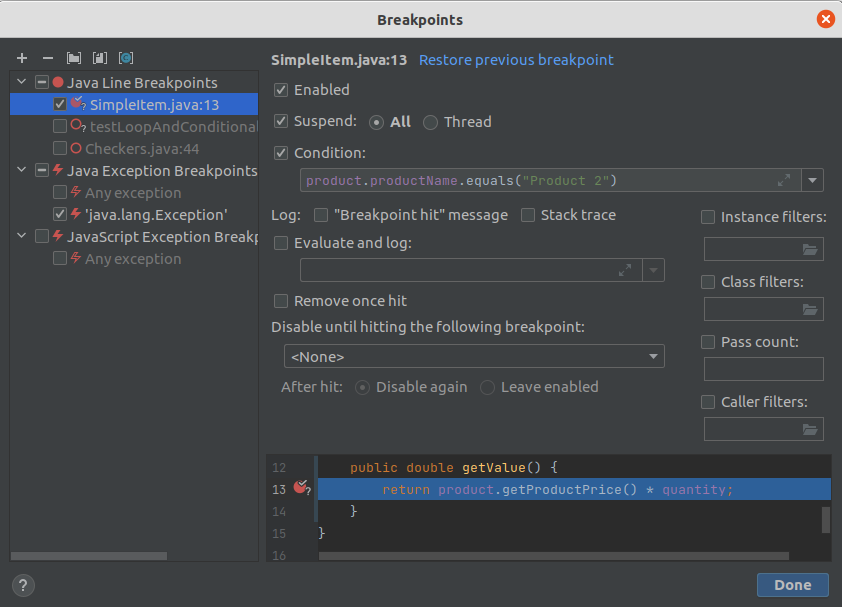 Breakpoints
Java Line Breakpoints
SimpleItem.java:13
testLoopAndConditional
Checkers.java:44
Java Exception Breakpoints
Any exception
'java.lang.Exception'
JavaScript Exception Breakp
Any exception
SimpleItem.java:13 Restore previous breakpoint
Enabled
Suspend: All Thread
Condition:
product.productName.equals("Product 2")
Log: "Breakpoint hit" message Stack trace
Evaluate and log:
Remove once hit
Disable until hitting the following breakpoint:
<None>
After hit: Disable again Leave enabled
Instance filters:
Class filters:
Pass count:
Caller filters:
12 public double getValue() {
13 return product.getProductPrice() * quantity;
14 }
15 }
16
? Done